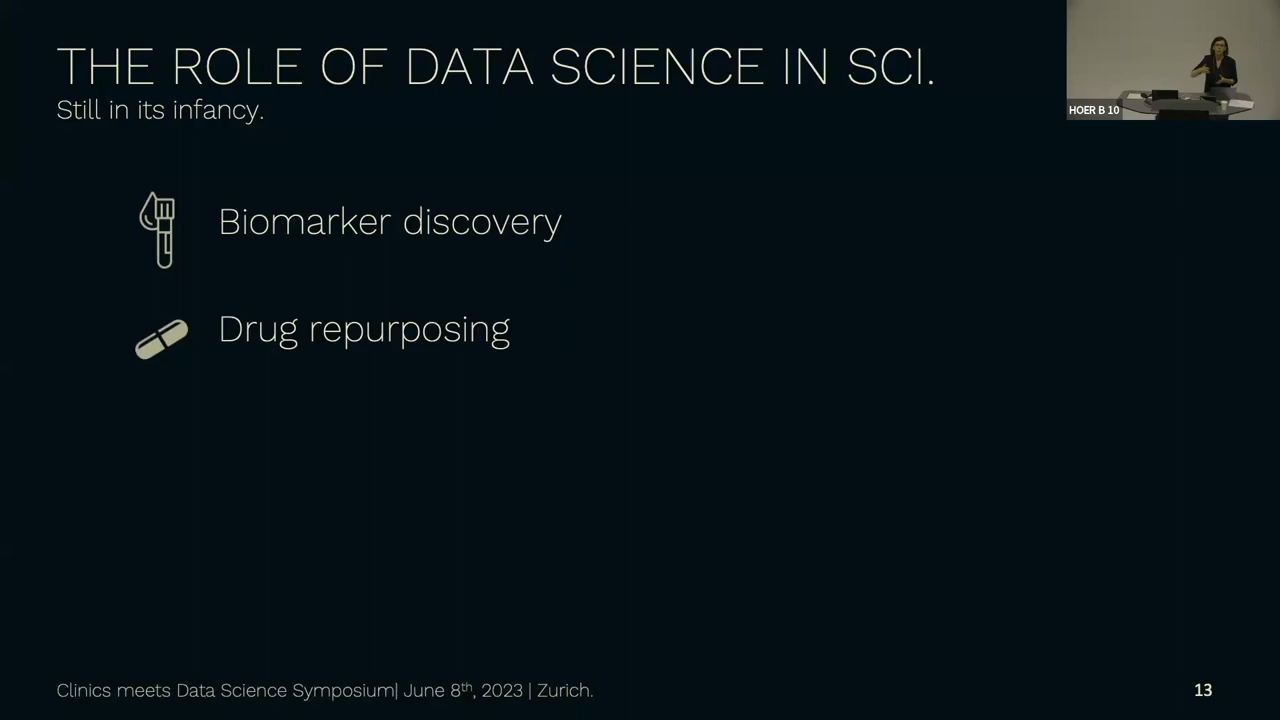 THE ROLE OF DATA SCIENCE IN SCI.
Still in its infancy.
HOER B 10
Biomarker discovery
Drug repurposing
Clinics meets Data Science Symposium| June 8th, 2023 | Zurich.
13